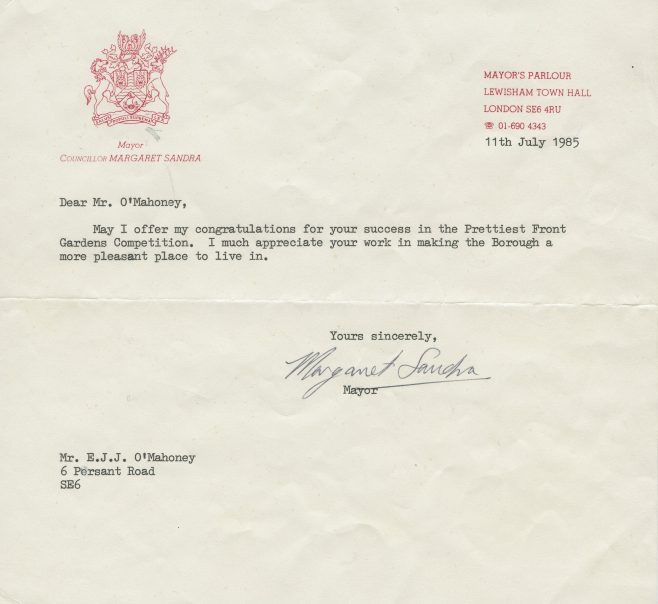 Mayor
COUNCILLOR MARGARET SANDRA
MAYOR'S PARLOUR
LEWISHAM TOWN HALL
LONDON SE6 4RU
☎ 01-690 4343
11th July 1985
Dear Mr. O'Mahoney,
May I offer my congratulations for your success in the Prettiest Front
Gardens Competition. I much appreciate your work in making the Borough a
more pleasant place to live in.
Yours sincerely,
Margaret Sandra
Mayor
Mr. E.J.J. O'Mahoney
6 Persant Road
SE6